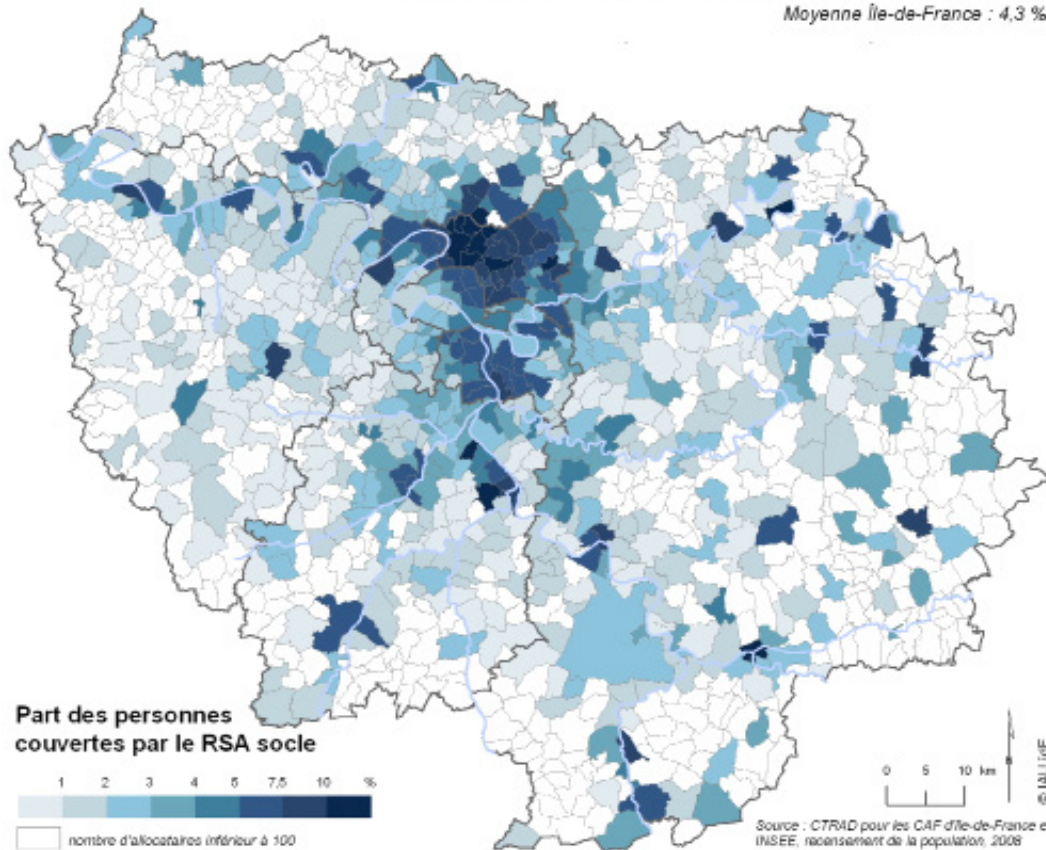 Moyenne Île-de-France : 4,3 %
Part des personnes
couvertes par le RSA socle
1 2 3 4 5 7,5 10 %
nombre d'allocataires inférieur à 100
0 5 10 km
Source : CTRAD pour les CAF d'Île-de-France e
INSEE, recensement de la population, 2008